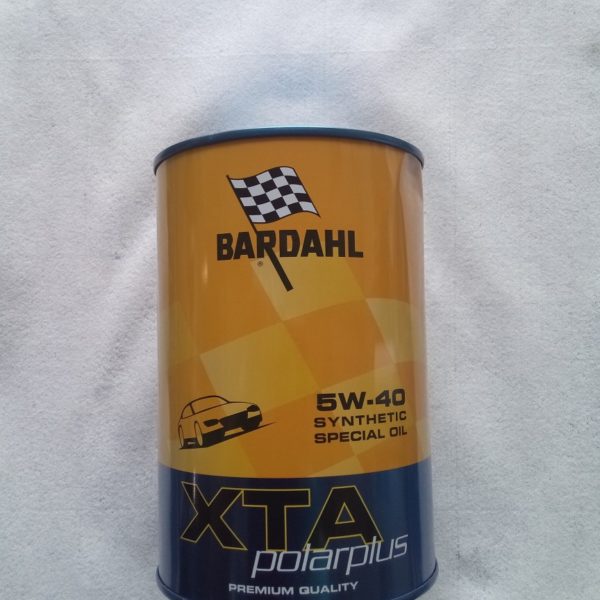 BARDAHL
®
5W-40
SYNTHETIC
SPECIAL OIL
XTA
polarplus
PREMIUM QUALITY